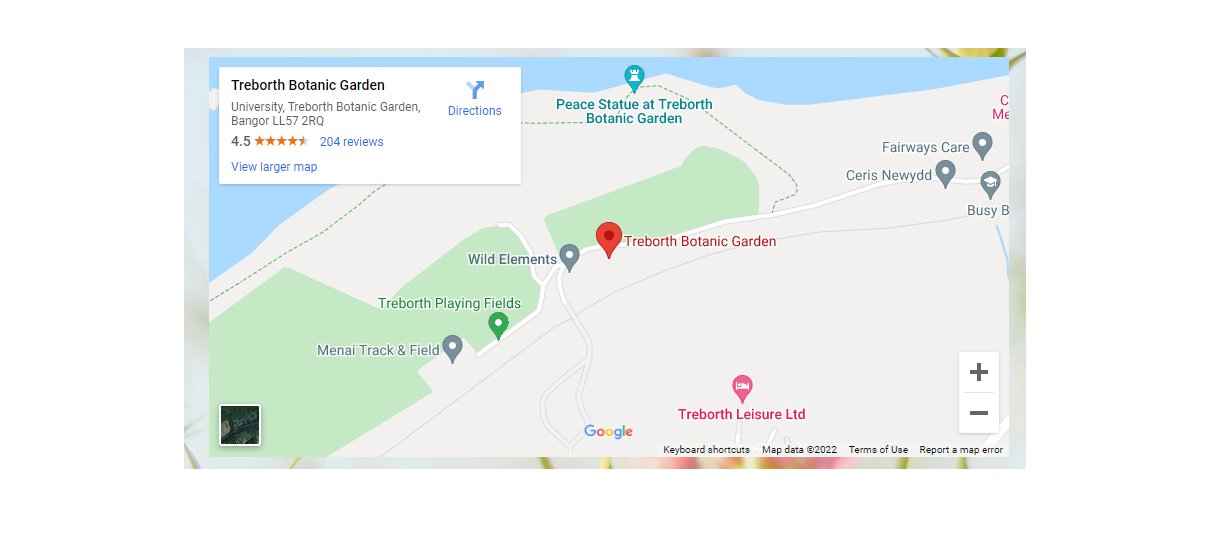 Treborth Botanic Garden
University, Treborth Botanic Garden,
Bangor LL57 2RQ
4.5
204 reviews
View larger map
Directions
Peace Statue at Treborth
Botanic Garden
C
Me
Fairways Care
Ceris Newydd
Busy B
Treborth Botanic Garden
Wild Elements
Treborth Playing Fields
Menai Track & Field
Treborth Leisure Ltd
Google
Keyboard shortcuts
Map data ©2022
Terms of Use
Report a map error